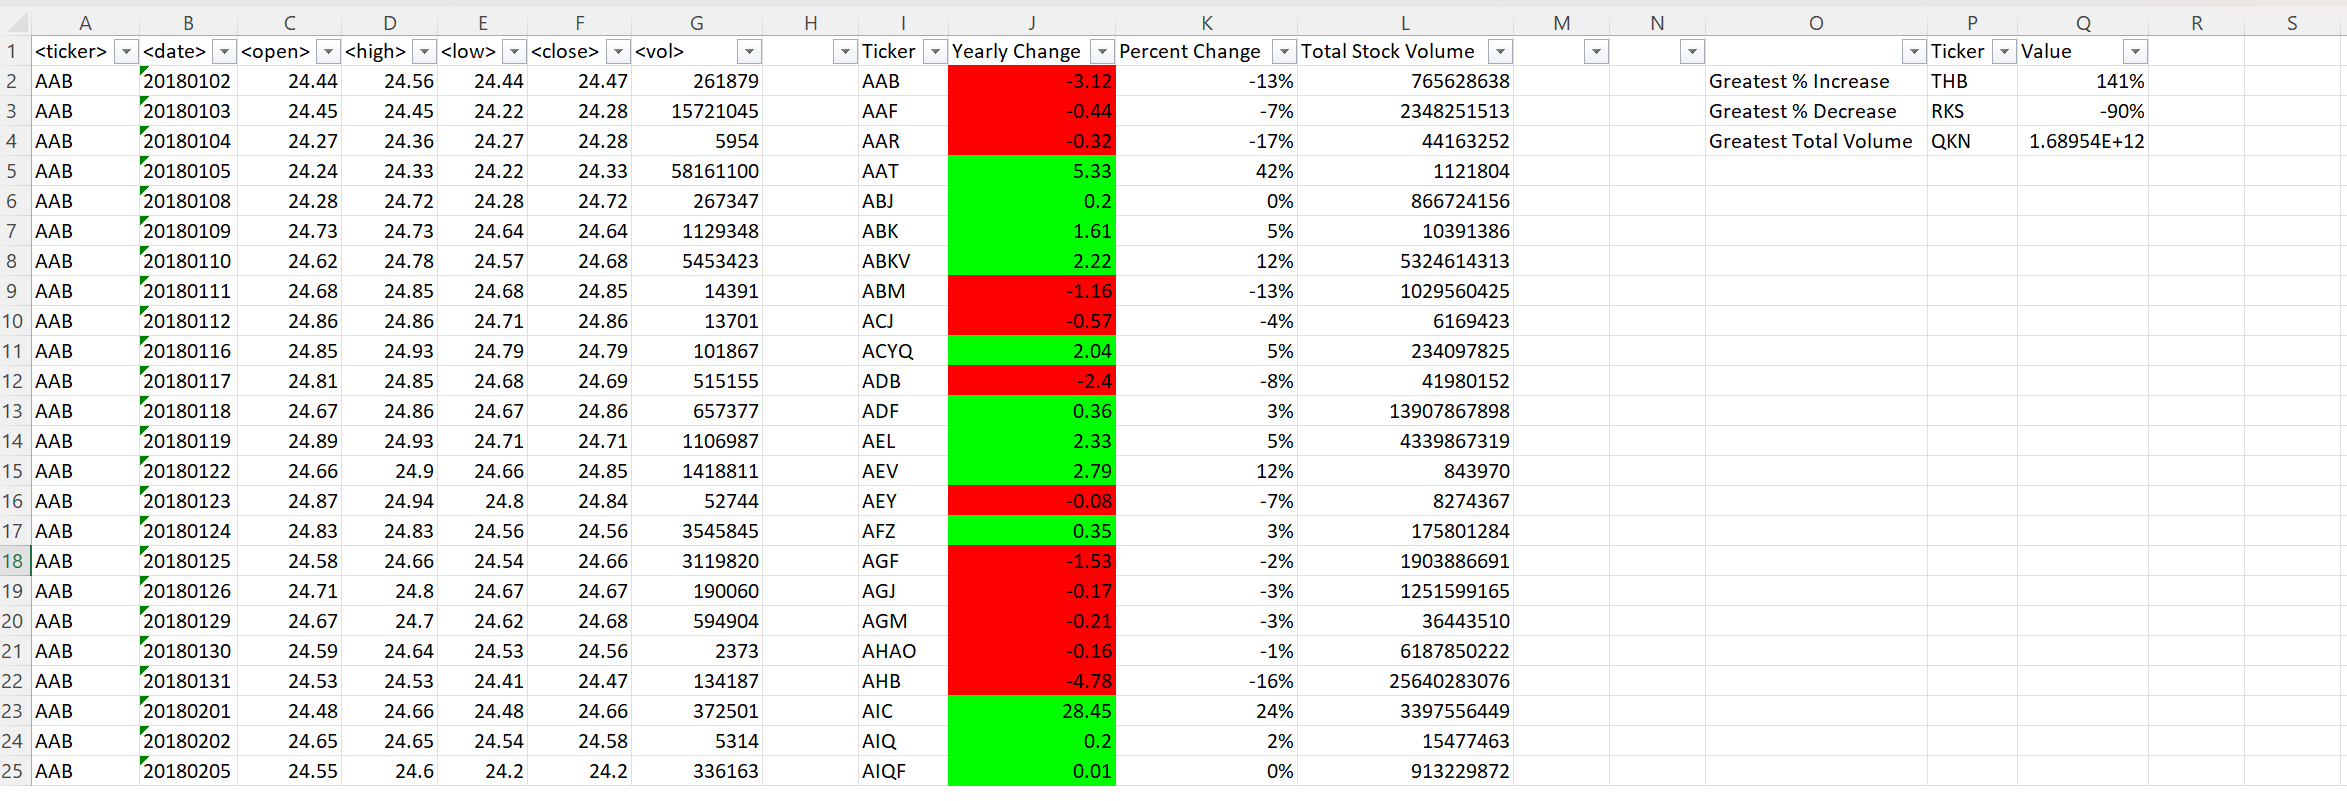 A B C D E F G H I J K L M N O P Q R S
1 <ticker> <date> <open> <high> <low> <close> <vol> Ticker Yearly Change Percent Change Total Stock Volume Ticker Value
2 AAB 20180102 24.44 24.56 24.44 24.47 261879 AAB -3.12 -13% 765628638 Greatest % Increase THB 141%
3 AAB 20180103 24.45 24.45 24.22 24.28 15721045 AAF -0.44 -7% 2348251513 Greatest % Decrease RKS -90%
4 AAB 20180104 24.27 24.36 24.27 24.28 5954 AAR -0.32 -17% 44163252 Greatest Total Volume QKN 1.68954E+12
5 AAB 20180105 24.24 24.33 24.22 24.33 58161100 AAT 5.33 42% 1121804
6 AAB 20180108 24.28 24.72 24.28 24.72 267347 ABJ 0.2 0% 866724156
7 AAB 20180109 24.73 24.73 24.64 24.64 1129348 ABK 1.61 5% 10391386
8 AAB 20180110 24.62 24.78 24.57 24.68 5453423 ABKV 2.22 12% 5324614313
9 AAB 20180111 24.68 24.85 24.68 24.85 14391 ABM -1.16 -13% 1029560425
10 AAB 20180112 24.86 24.86 24.71 24.86 13701 ACJ -0.57 -4% 6169423
11 AAB 20180116 24.85 24.93 24.79 24.79 101867 ACYQ 2.04 5% 234097825
12 AAB 20180117 24.81 24.85 24.68 24.69 515155 ADB -2.4 -8% 41980152
13 AAB 20180118 24.67 24.86 24.67 24.86 657377 ADF 0.36 3% 13907867898
14 AAB 20180119 24.89 24.93 24.71 24.71 1106987 AEL 2.33 5% 4339867319
15 AAB 20180122 24.66 24.9 24.66 24.85 1418811 AEV 2.79 12% 843970
16 AAB 20180123 24.87 24.94 24.8 24.84 52744 AEY -0.08 -7% 8274367
17 AAB 20180124 24.83 24.83 24.56 24.56 3545845 AFZ 0.35 3% 175801284
18 AAB 20180125 24.58 24.66 24.54 24.66 3119820 AGF -1.53 -2% 1903886691
19 AAB 20180126 24.71 24.8 24.67 24.67 190060 AGJ -0.17 -3% 1251599165
20 AAB 20180129 24.67 24.7 24.62 24.68 594904 AGM -0.21 -3% 36443510
21 AAB 20180130 24.59 24.64 24.53 24.56 2373 AHAO -0.16 -1% 6187850222
22 AAB 20180131 24.53 24.53 24.41 24.47 134187 AHB -4.78 -16% 25640283076
23 AAB 20180201 24.48 24.66 24.48 24.66 372501 AIC 28.45 24% 3397556449
24 AAB 20180202 24.65 24.65 24.54 24.58 5314 AIQ 0.2 2% 15477463
25 AAB 20180205 24.55 24.6 24.2 24.2 336163 AIQF 0.01 0% 913229872